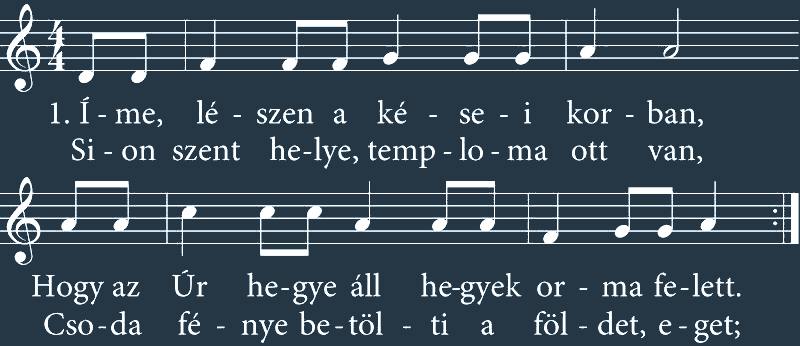 1. Í - me, lé - szen a ké - se - i kor - ban,
Si - on szent he-lye, temp - lo - ma ott van,
Hogy az Úr he-gye áll he-gyek or - ma fe-lett.
Cso-da fé - nye be-töl - ti a föl - det, e - get;